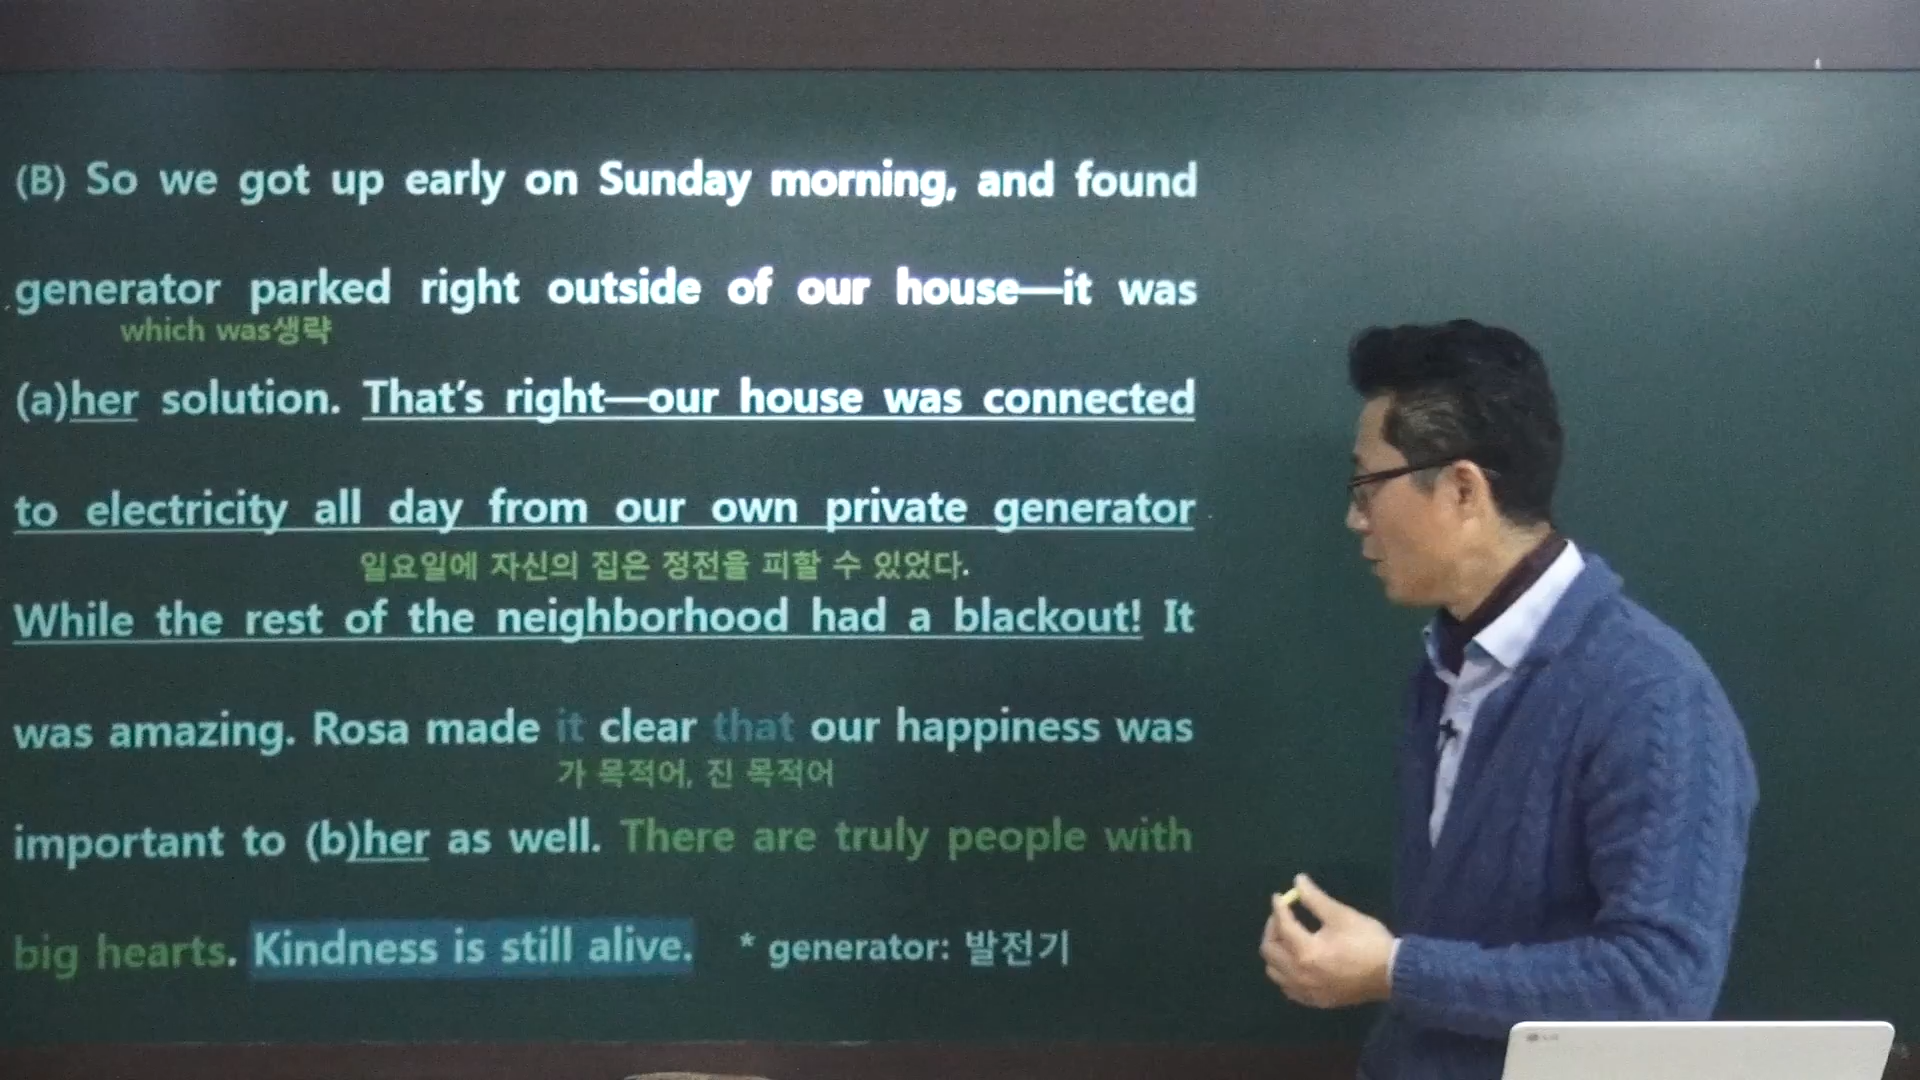 (B) So we got up early on Sunday morning, and found
generator parked right outside of our house—it was
which was생략
(a)her solution. That's right—our house was connected
to electricity all day from our own private generator
일요일에 자신의 집은 정전을 피할 수 있었다.
While the rest of the neighborhood had a blackout! It
was amazing. Rosa made it clear that our happiness was
가 목적어, 진 목적어
important to (b)her as well. There are truly people with
big hearts. Kindness is still alive. * generator: 발전기